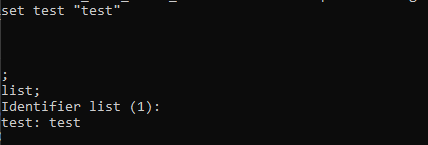 set test "test"
;
list;
Identifier list (1):
test: test